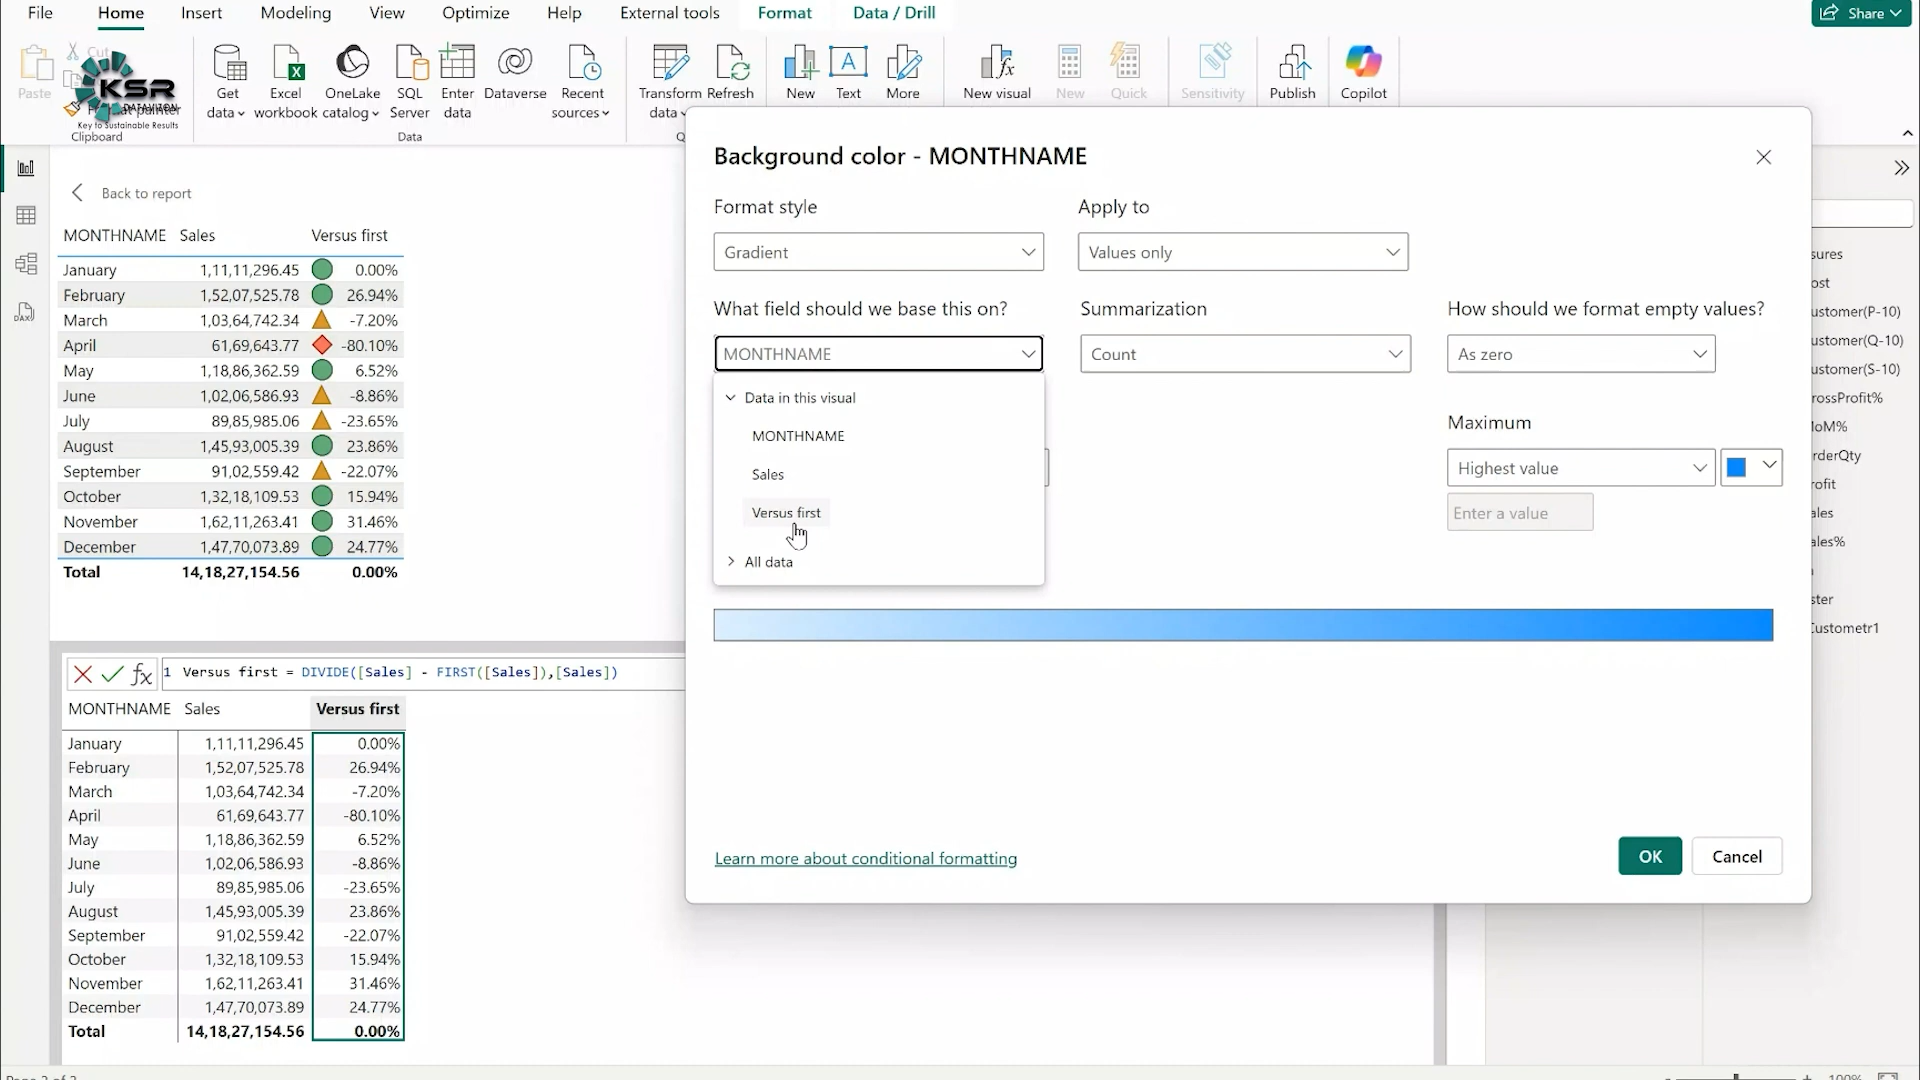 File Home Insert Modeling View Optimize Help External tools Format Data / Drill Share
Paste Cut
Format painter
Clipboard
KSR
DATAVIZON
Key to Sustainable Results
Get data
Excel workbook
OneLake catalog
SQL Server
Enter data
Dataverse
Recent sources
Data
Transform data
Refresh
New
Text
More
New visual
New
Quick
Sensitivity
Publish
Copilot
Back to report
MONTHNAME Sales Versus first
January 1,11,11,296.45 0.00%
February 1,52,07,525.78 26.94%
March 1,03,64,742.34 -7.20%
April 61,69,643.77 -80.10%
May 1,18,86,362.59 6.52%
June 1,02,06,586.93 -8.86%
July 89,85,985.06 -23.65%
August 1,45,93,005.39 23.86%
September 91,02,559.42 -22.07%
October 1,32,18,109.53 15.94%
November 1,62,11,263.41 31.46%
December 1,47,70,073.89 24.77%
Total 14,18,27,154.56 0.00%
1 Versus first = DIVIDE([Sales] - FIRST([Sales]),[Sales])
MONTHNAME Sales Versus first
January 1,11,11,296.45 0.00%
February 1,52,07,525.78 26.94%
March 1,03,64,742.34 -7.20%
April 61,69,643.77 -80.10%
May 1,18,86,362.59 6.52%
June 1,02,06,586.93 -8.86%
July 89,85,985.06 -23.65%
August 1,45,93,005.39 23.86%
September 91,02,559.42 -22.07%
October 1,32,18,109.53 15.94%
November 1,62,11,263.41 31.46%
December 1,47,70,073.89 24.77%
Total 14,18,27,154.56 0.00%
Background color - MONTHNAME
Format style Apply to
Gradient Values only
What field should we base this on? Summarization How should we format empty values?
MONTHNAME Count As zero
Data in this visual
MONTHNAME
Sales
Versus first
All data
Maximum
Highest value
Enter a value
Learn more about conditional formatting
OK Cancel
sures
ost
ustomer(P-10)
ustomer(Q-10)
ustomer(S-10)
rossProfit%
loM%
rderQty
rofit
ales
ales%
ster
Custometr1
100%